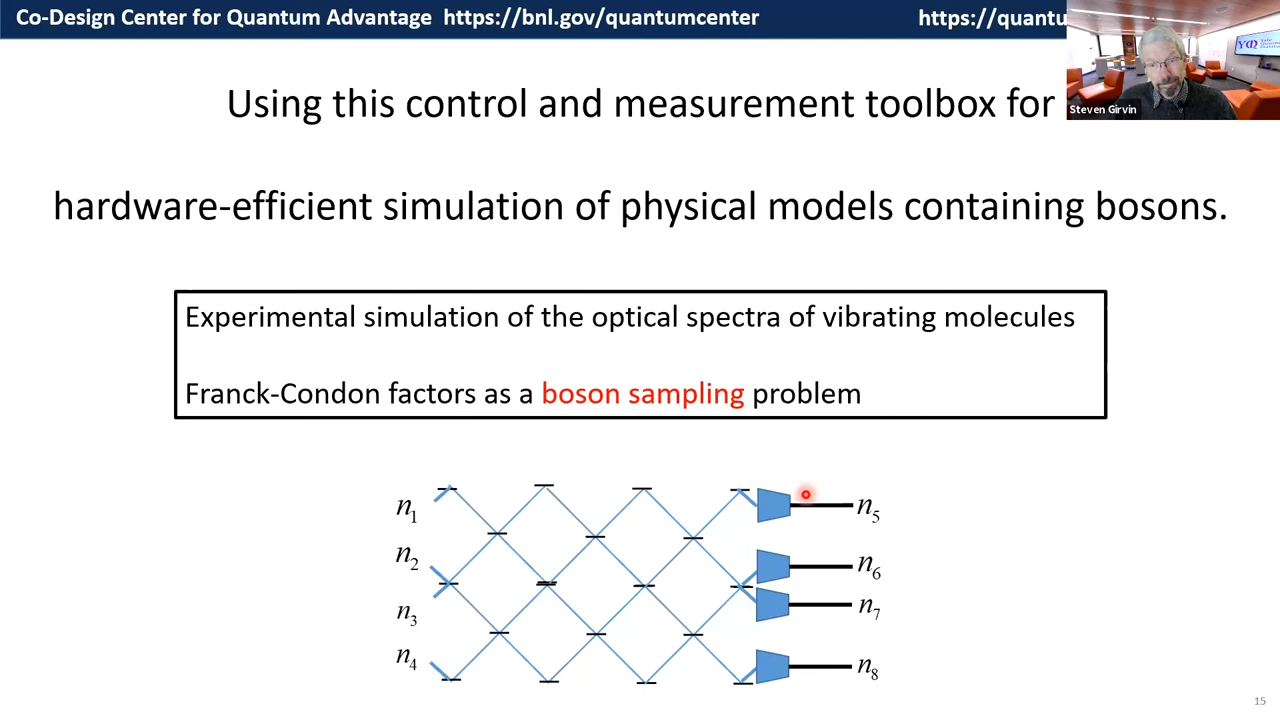 Co-Design Center for Quantum Advantage https://bnl.gov/quantumcenter https://quantu
Steven Girvin
Using this control and measurement toolbox for
hardware-efficient simulation of physical models containing bosons.
Experimental simulation of the optical spectra of vibrating molecules
Franck-Condon factors as a boson sampling problem
n1
n2
n3
n4
n5
n6
n7
n8
15